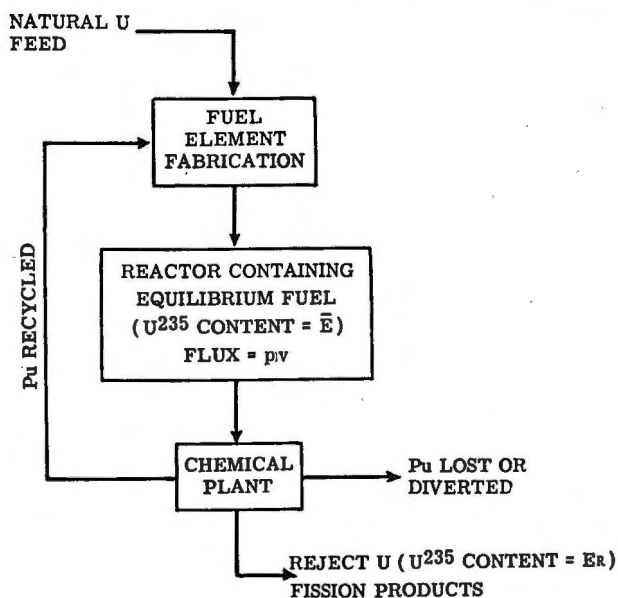 NATURAL U
FEED
FUEL
ELEMENT
FABRICATION
Pu RECYCLED
REACTOR CONTAINING
EQUILIBRIUM FUEL
(U²³⁵ CONTENT = E̅)
FLUX = pv
CHEMICAL
PLANT
Pu LOST OR
DIVERTED
REJECT U (U²³⁵ CONTENT = ER)
FISSION PRODUCTS